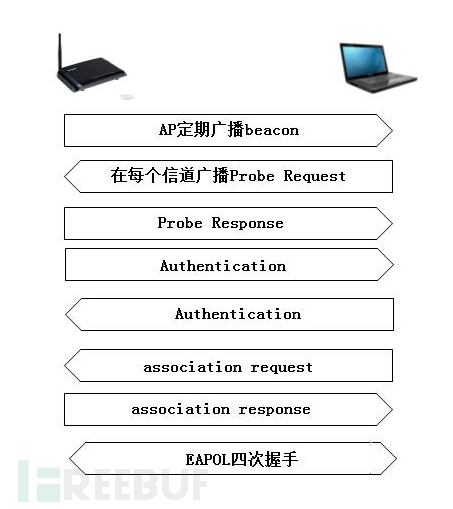 AP定期广播beacon
在每个信道广播Probe Request
Probe Response
Authentication
Authentication
association request
association response
EAPOL四次握手
FREEBUF